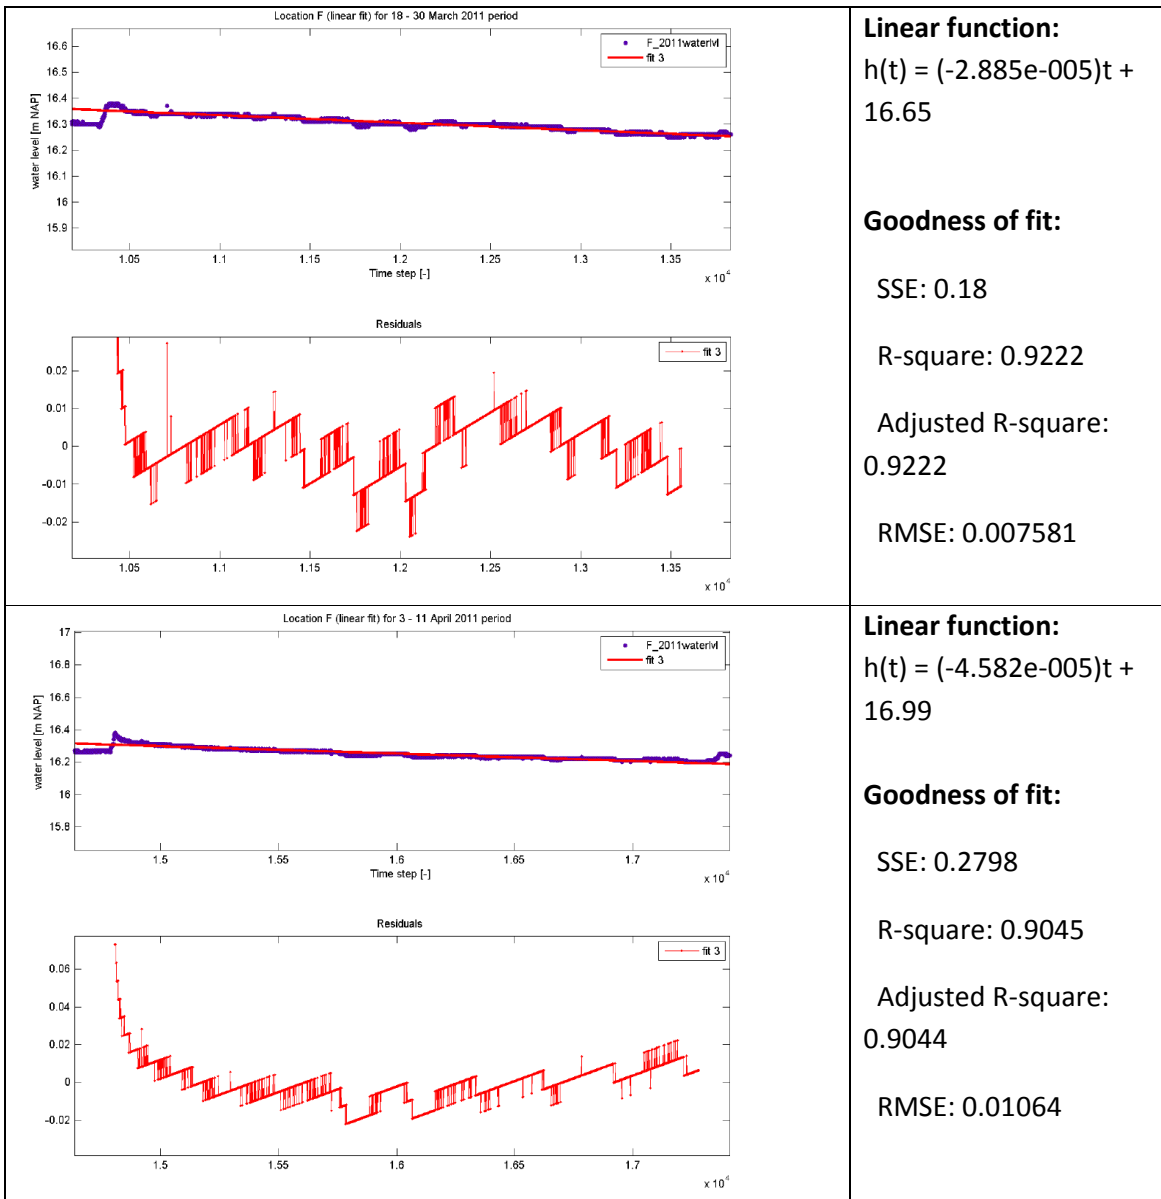 Location F (linear fit) for 18 - 30 March 2011 period
16.6
16.5
16.4
16.3
16.2
16.1
16
15.9
water level [m NAP]
F_2011waterlvl
fit 3
1.05
1.1
1.15
1.2
1.25
1.3
1.35
Time step [-]
x 10^4
Residuals
0.02
0.01
0
-0.01
-0.02
fit 3
1.05
1.1
1.15
1.2
1.25
1.3
1.35
x 10^4
Linear function:
h(t) = (-2.885e-005)t +
16.65
Goodness of fit:
SSE: 0.18
R-square: 0.9222
Adjusted R-square:
0.9222
RMSE: 0.007581
Location F (linear fit) for 3 - 11 April 2011 period
17
16.8
16.6
16.4
16.2
16
15.8
water level [m NAP]
F_2011waterlvl
fit 3
1.5
1.55
1.6
1.65
1.7
Time step [-]
x 10^4
Residuals
0.06
0.04
0.02
0
-0.02
fit 3
1.5
1.55
1.6
1.65
1.7
x 10^4
Linear function:
h(t) = (-4.582e-005)t +
16.99
Goodness of fit:
SSE: 0.2798
R-square: 0.9045
Adjusted R-square:
0.9044
RMSE: 0.01064